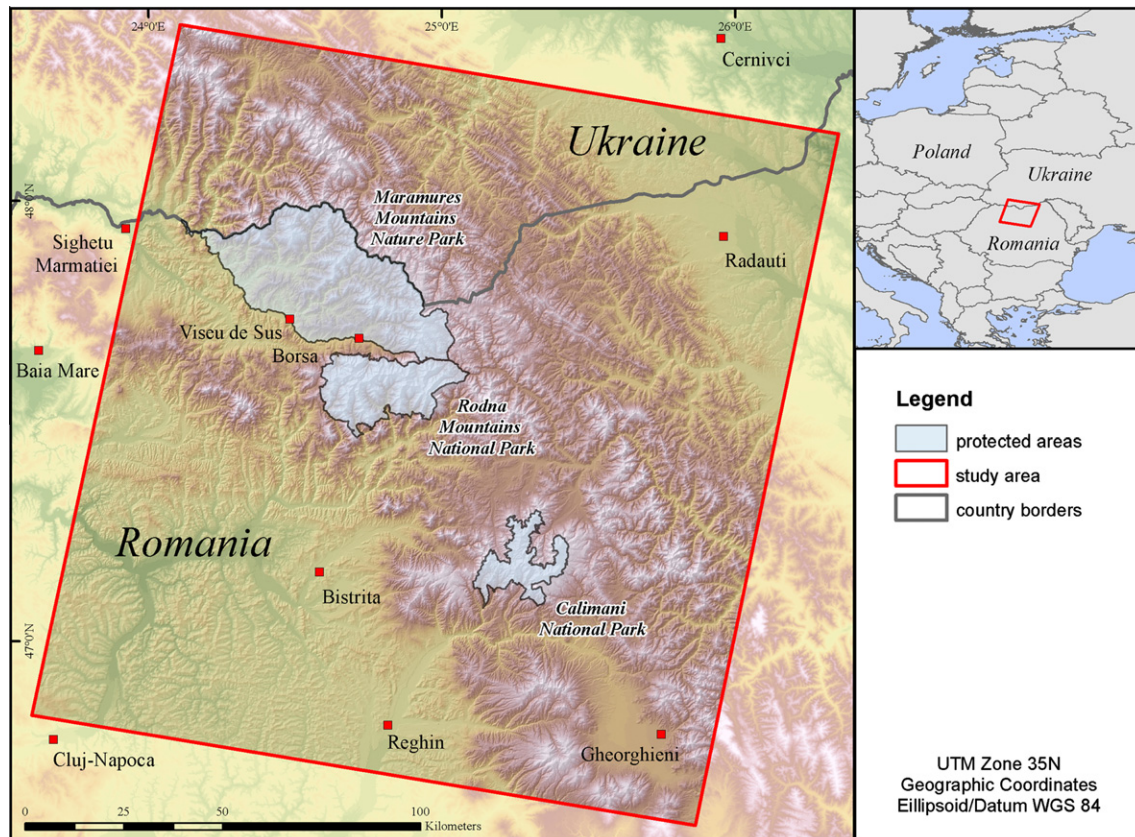 24°0'E
25°0'E
26°0'E
48°0'N
47°0'N
Cernivci
Ukraine
Maramures
Mountains
Nature Park
Sighetu
Marmatiei
Radauti
Viseu de Sus
Borsa
Baia Mare
Rodna
Mountains
National Park
Romania
Bistrita
Calimani
National Park
Reghin
Gheorghieni
Cluj-Napoca
0 25 50 100
Kilometers
Poland
Ukraine
Romania
Legend
protected areas
study area
country borders
UTM Zone 35N
Geographic Coordinates
Eillipsoid/Datum WGS 84